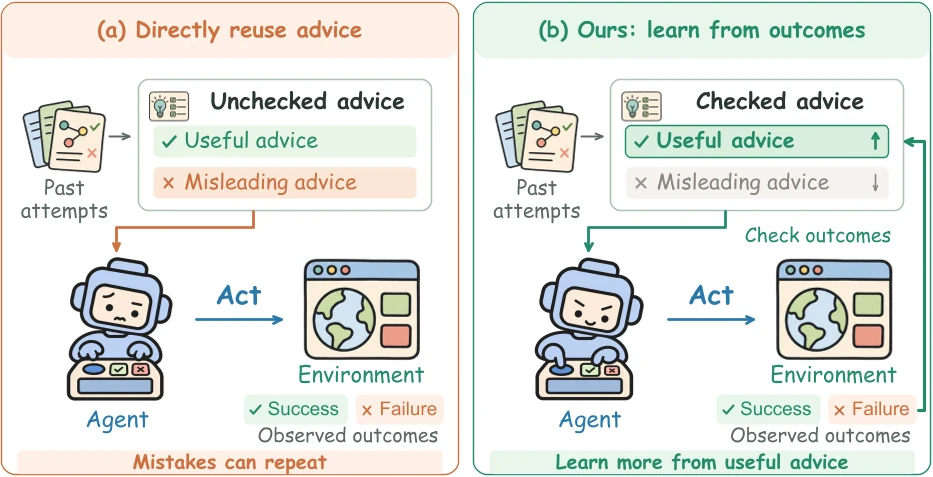 (a) Directly reuse advice
Unchecked advice
✓ Useful advice
× Misleading advice
Past
attempts
Act
Agent
Environment
✓ Success
× Failure
Observed outcomes
Mistakes can repeat
(b) Ours: learn from outcomes
Checked advice
✓ Useful advice ↑
× Misleading advice ↓
Past
attempts
Check outcomes
Act
Agent
Environment
✓ Success
× Failure
Observed outcomes
Learn more from useful advice